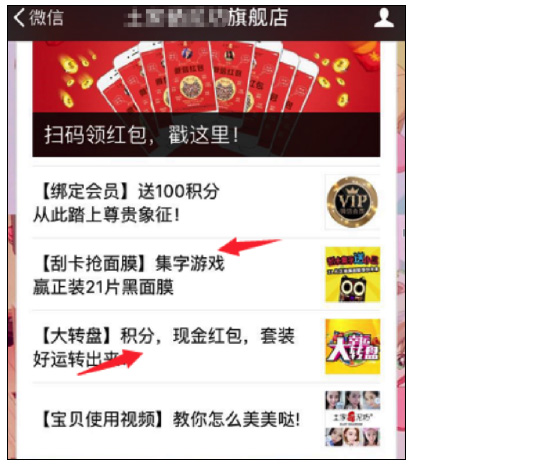 微信
旗舰店
扫码领红包，戳这里！
【绑定会员】送100积分
从此踏上尊贵象征！
VIP
【刮卡抢面膜】集字游戏
赢正装21片黑面膜
【大转盘】积分，现金红包，套装
好运转出来
大转盘
【宝贝使用视频】教你怎么美美哒!